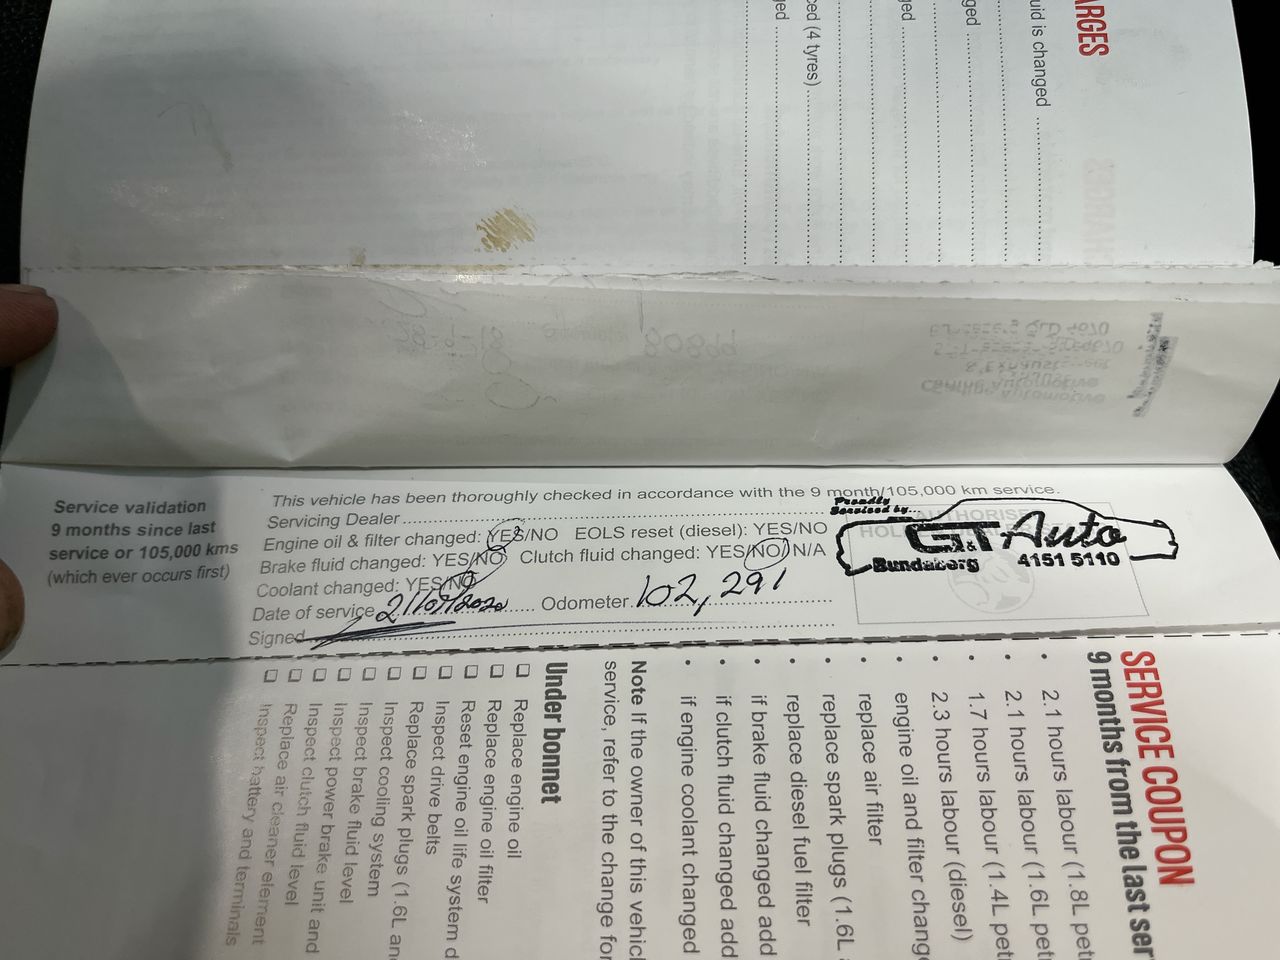 ARGES
uid is changed
ged
ged
ced (4 tyres)
ged
Service validation
9 months since last
service or 105,000 kms
(which ever occurs first)
This vehicle has been thoroughly checked in accordance with the 9 month/105,000 km service.
Servicing Dealer
Engine oil & filter changed: YES/NO EOLS reset (diesel): YES/NO
Brake fluid changed: YES/NO Clutch fluid changed: YES/NO/ N/A
Coolant changed: YES/NO
Date of service Odometer 102,291
Signed
Proudly
Serviced by...
G&T Auto
Bundaberg 4151 5110
SERVICE COUPON
9 months from the last ser
• 2.1 hours labour (1.8L pet
• 2.1 hours labour (1.6L pet
• 1.7 hours labour (1.4L pet
• 2.3 hours labour (diesel)
• engine oil and filter change
• replace air filter
• replace spark plugs (1.6L
• replace diesel fuel filter
• if brake fluid changed add
• if clutch fluid changed add
• if engine coolant changed
Note If the owner of this vehicl
service, refer to the change for
Under bonnet
❑ Replace engine oil
❑ Replace engine oil filter
❑ Reset engine oil life system d
❑ Inspect drive belts
❑ Replace spark plugs (1.6L an
❑ Inspect cooling system
❑ Inspect brake fluid level
❑ Inspect power brake unit and
❑ Inspect clutch fluid level
❑ Replace air cleaner element
❑ Inspect battery and terminals